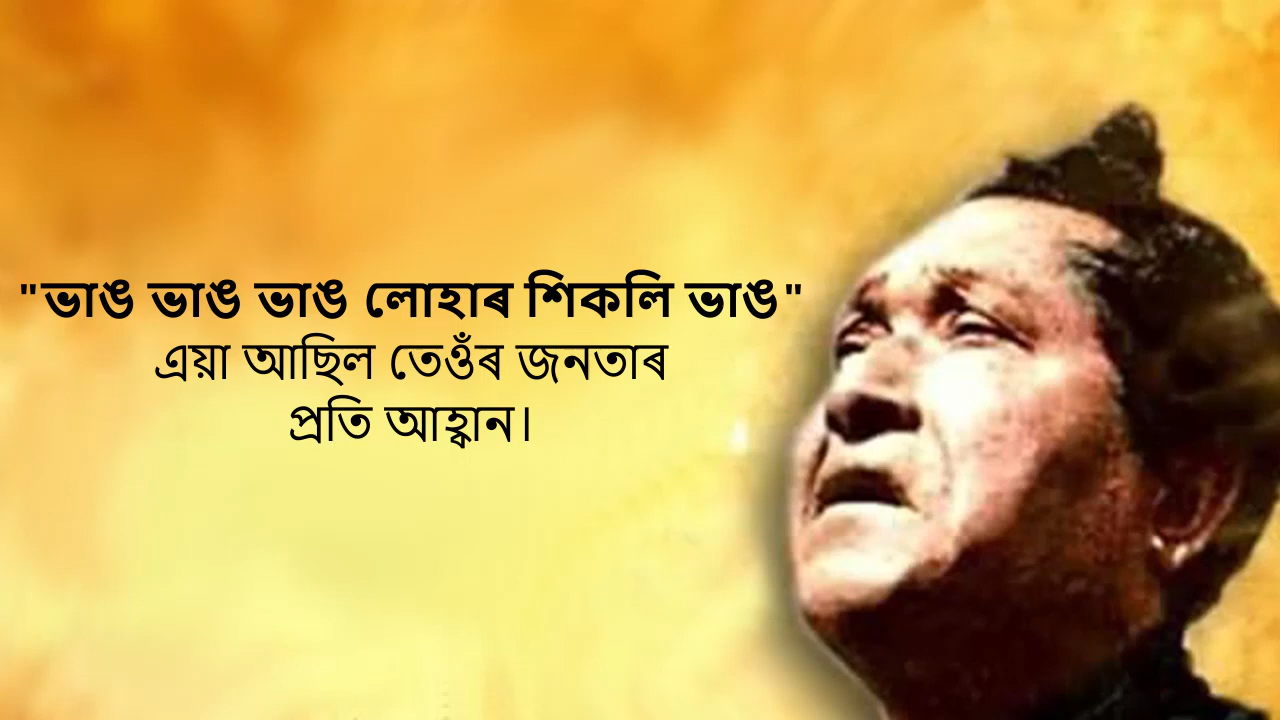 "ভাঙ ভাঙ ভাঙ লোহাৰ শিকলি ভাঙ"
এয়া আছিল তেওঁৰ জনতাৰ
প্ৰতি আহ্বান।